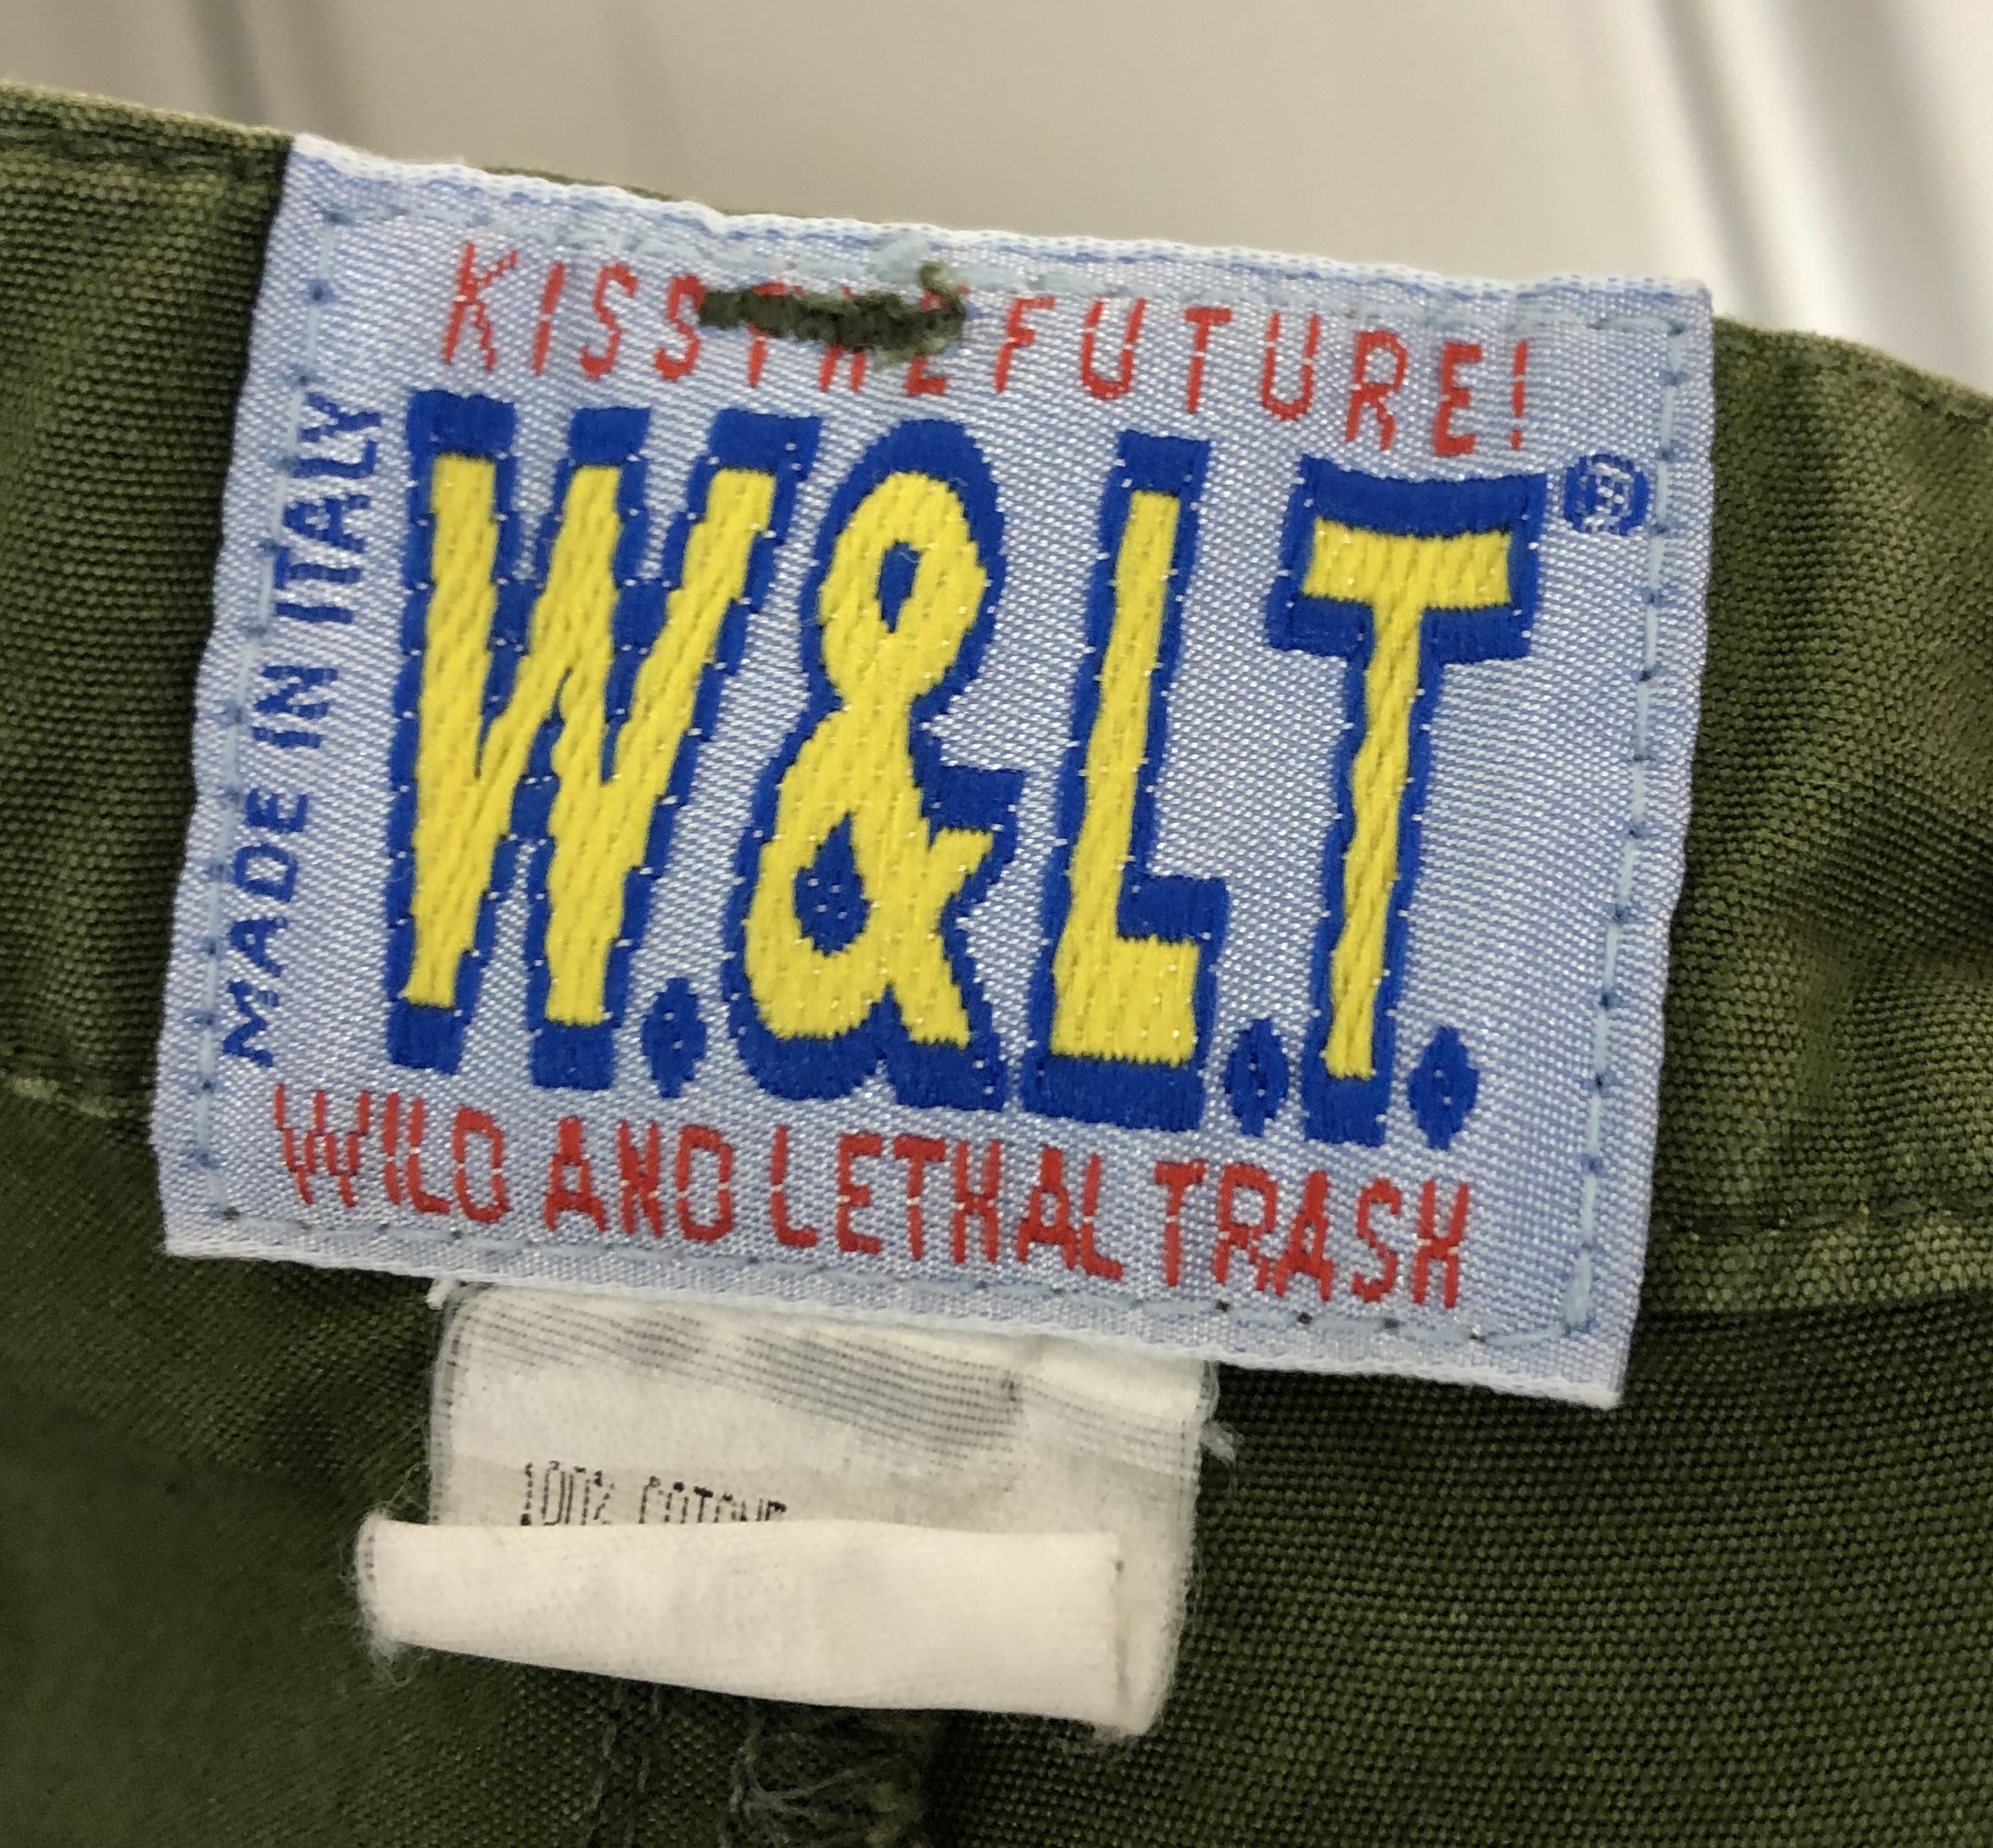 KISS THE FUTURE!
MADE IN ITALY
W.&L.T.®
WILD AND LETHAL TRASH
100% COTONE